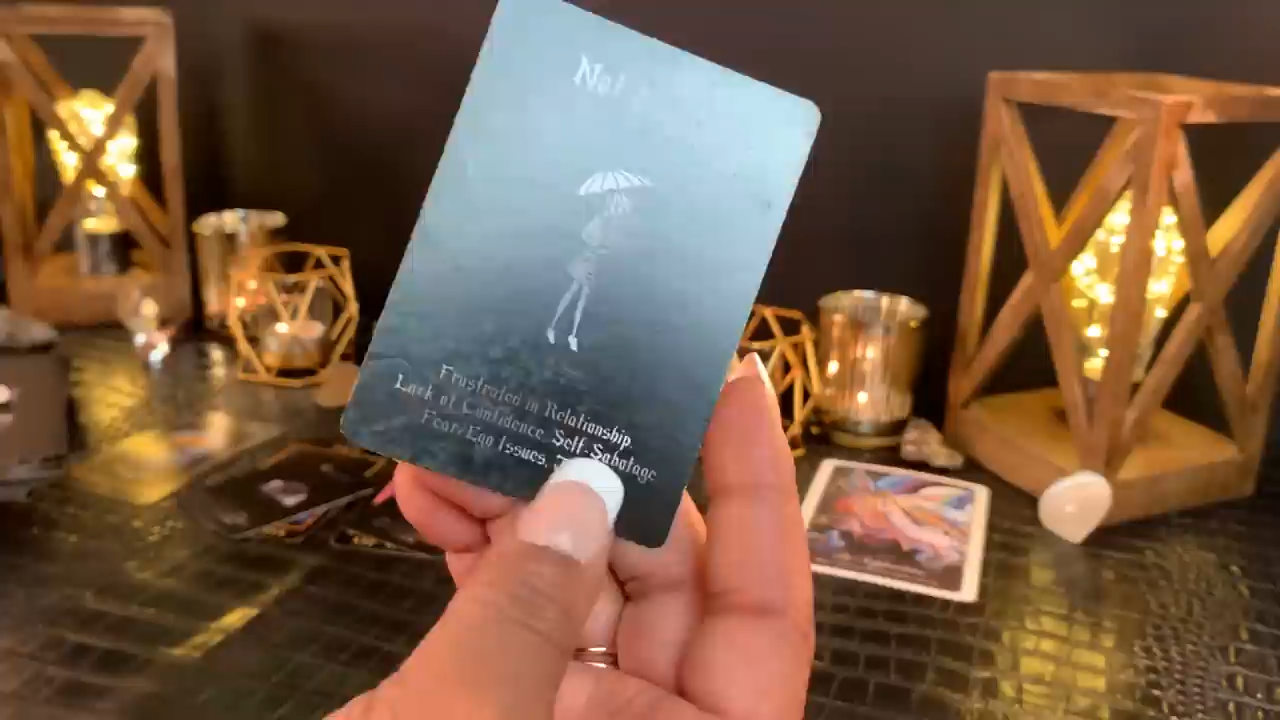 Frustrated in Relationship,
Lack of Confidence, Self-Sabotage
Fear/Ego Issues,